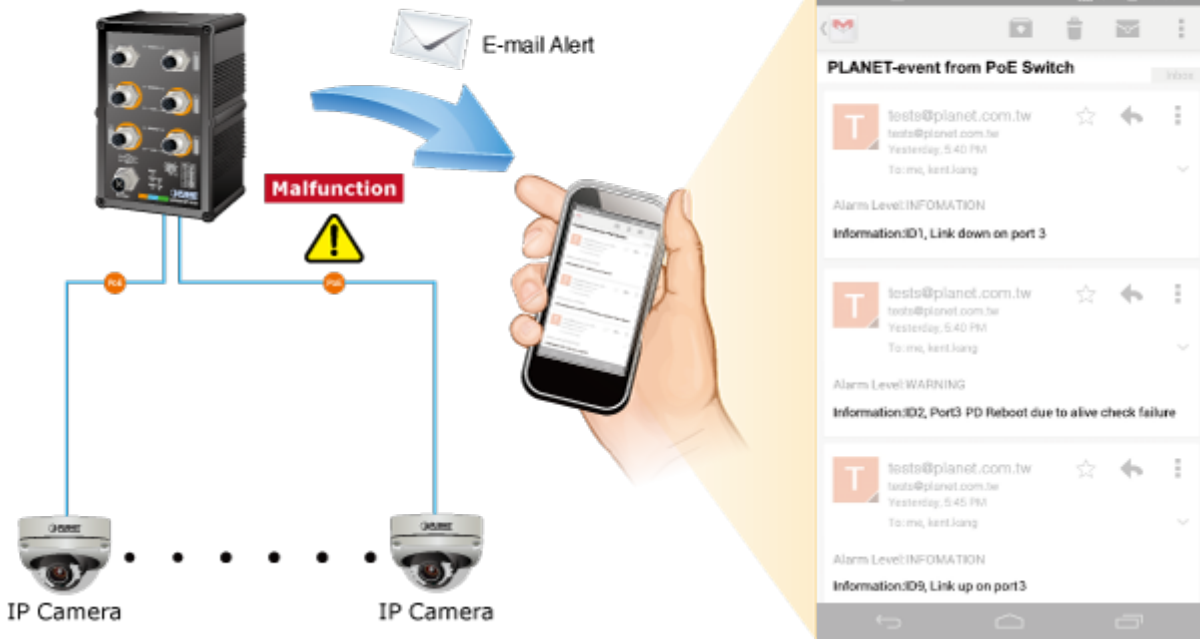 E-mail Alert
Malfunction
PoE
PoE
PLANET
PLANET
IP Camera
IP Camera
PLANET-event from PoE Switch
Inbox
T
tests@planet.com.tw
tests@planet.com.tw
Yesterday, 5:40 PM
To: me, kent.kang
Alarm Level:INFOMATION
Information:ID1, Link down on port 3
T
tests@planet.com.tw
tests@planet.com.tw
Yesterday, 5:40 PM
To: me, kent.kang
Alarm Level:WARNING
Information:ID2, Port3 PD Reboot due to alive check failure
T
tests@planet.com.tw
tests@planet.com.tw
Yesterday, 5:45 PM
To: me, kent.kang
Alarm Level:INFOMATION
Information:ID9, Link up on port3